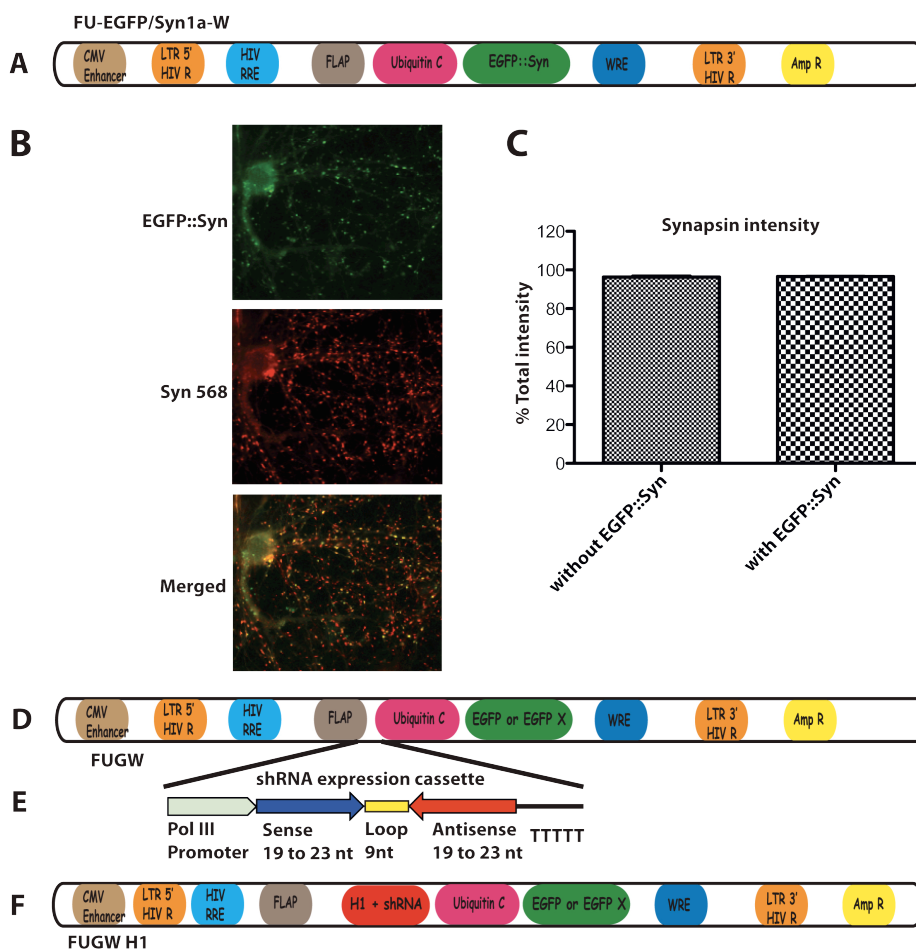 FU-EGFP/Syn1a-W
A
CMV
Enhancer
LTR 5'
HIV R
HIV
RRE
FLAP
Ubiquitin C
EGFP::Syn
WRE
LTR 3'
HIV R
Amp R
B
EGFP::Syn
Syn 568
Merged
C
Synapsin intensity
% Total intensity
120
100
80
60
40
20
0
without EGFP::Syn
with EGFP::Syn
D
CMV
Enhancer
LTR 5'
HIV R
HIV
RRE
FLAP
Ubiquitin C
EGFP or EGFP X
WRE
LTR 3'
HIV R
Amp R
FUGW
shRNA expression cassette
E
Pol III
Promoter
Sense
19 to 23 nt
Loop
9nt
Antisense
19 to 23 nt
TTTTT
F
CMV
Enhancer
LTR 5'
HIV R
HIV
RRE
FLAP
H1 + shRNA
Ubiquitin C
EGFP or EGFP X
WRE
LTR 3'
HIV R
Amp R
FUGW H1